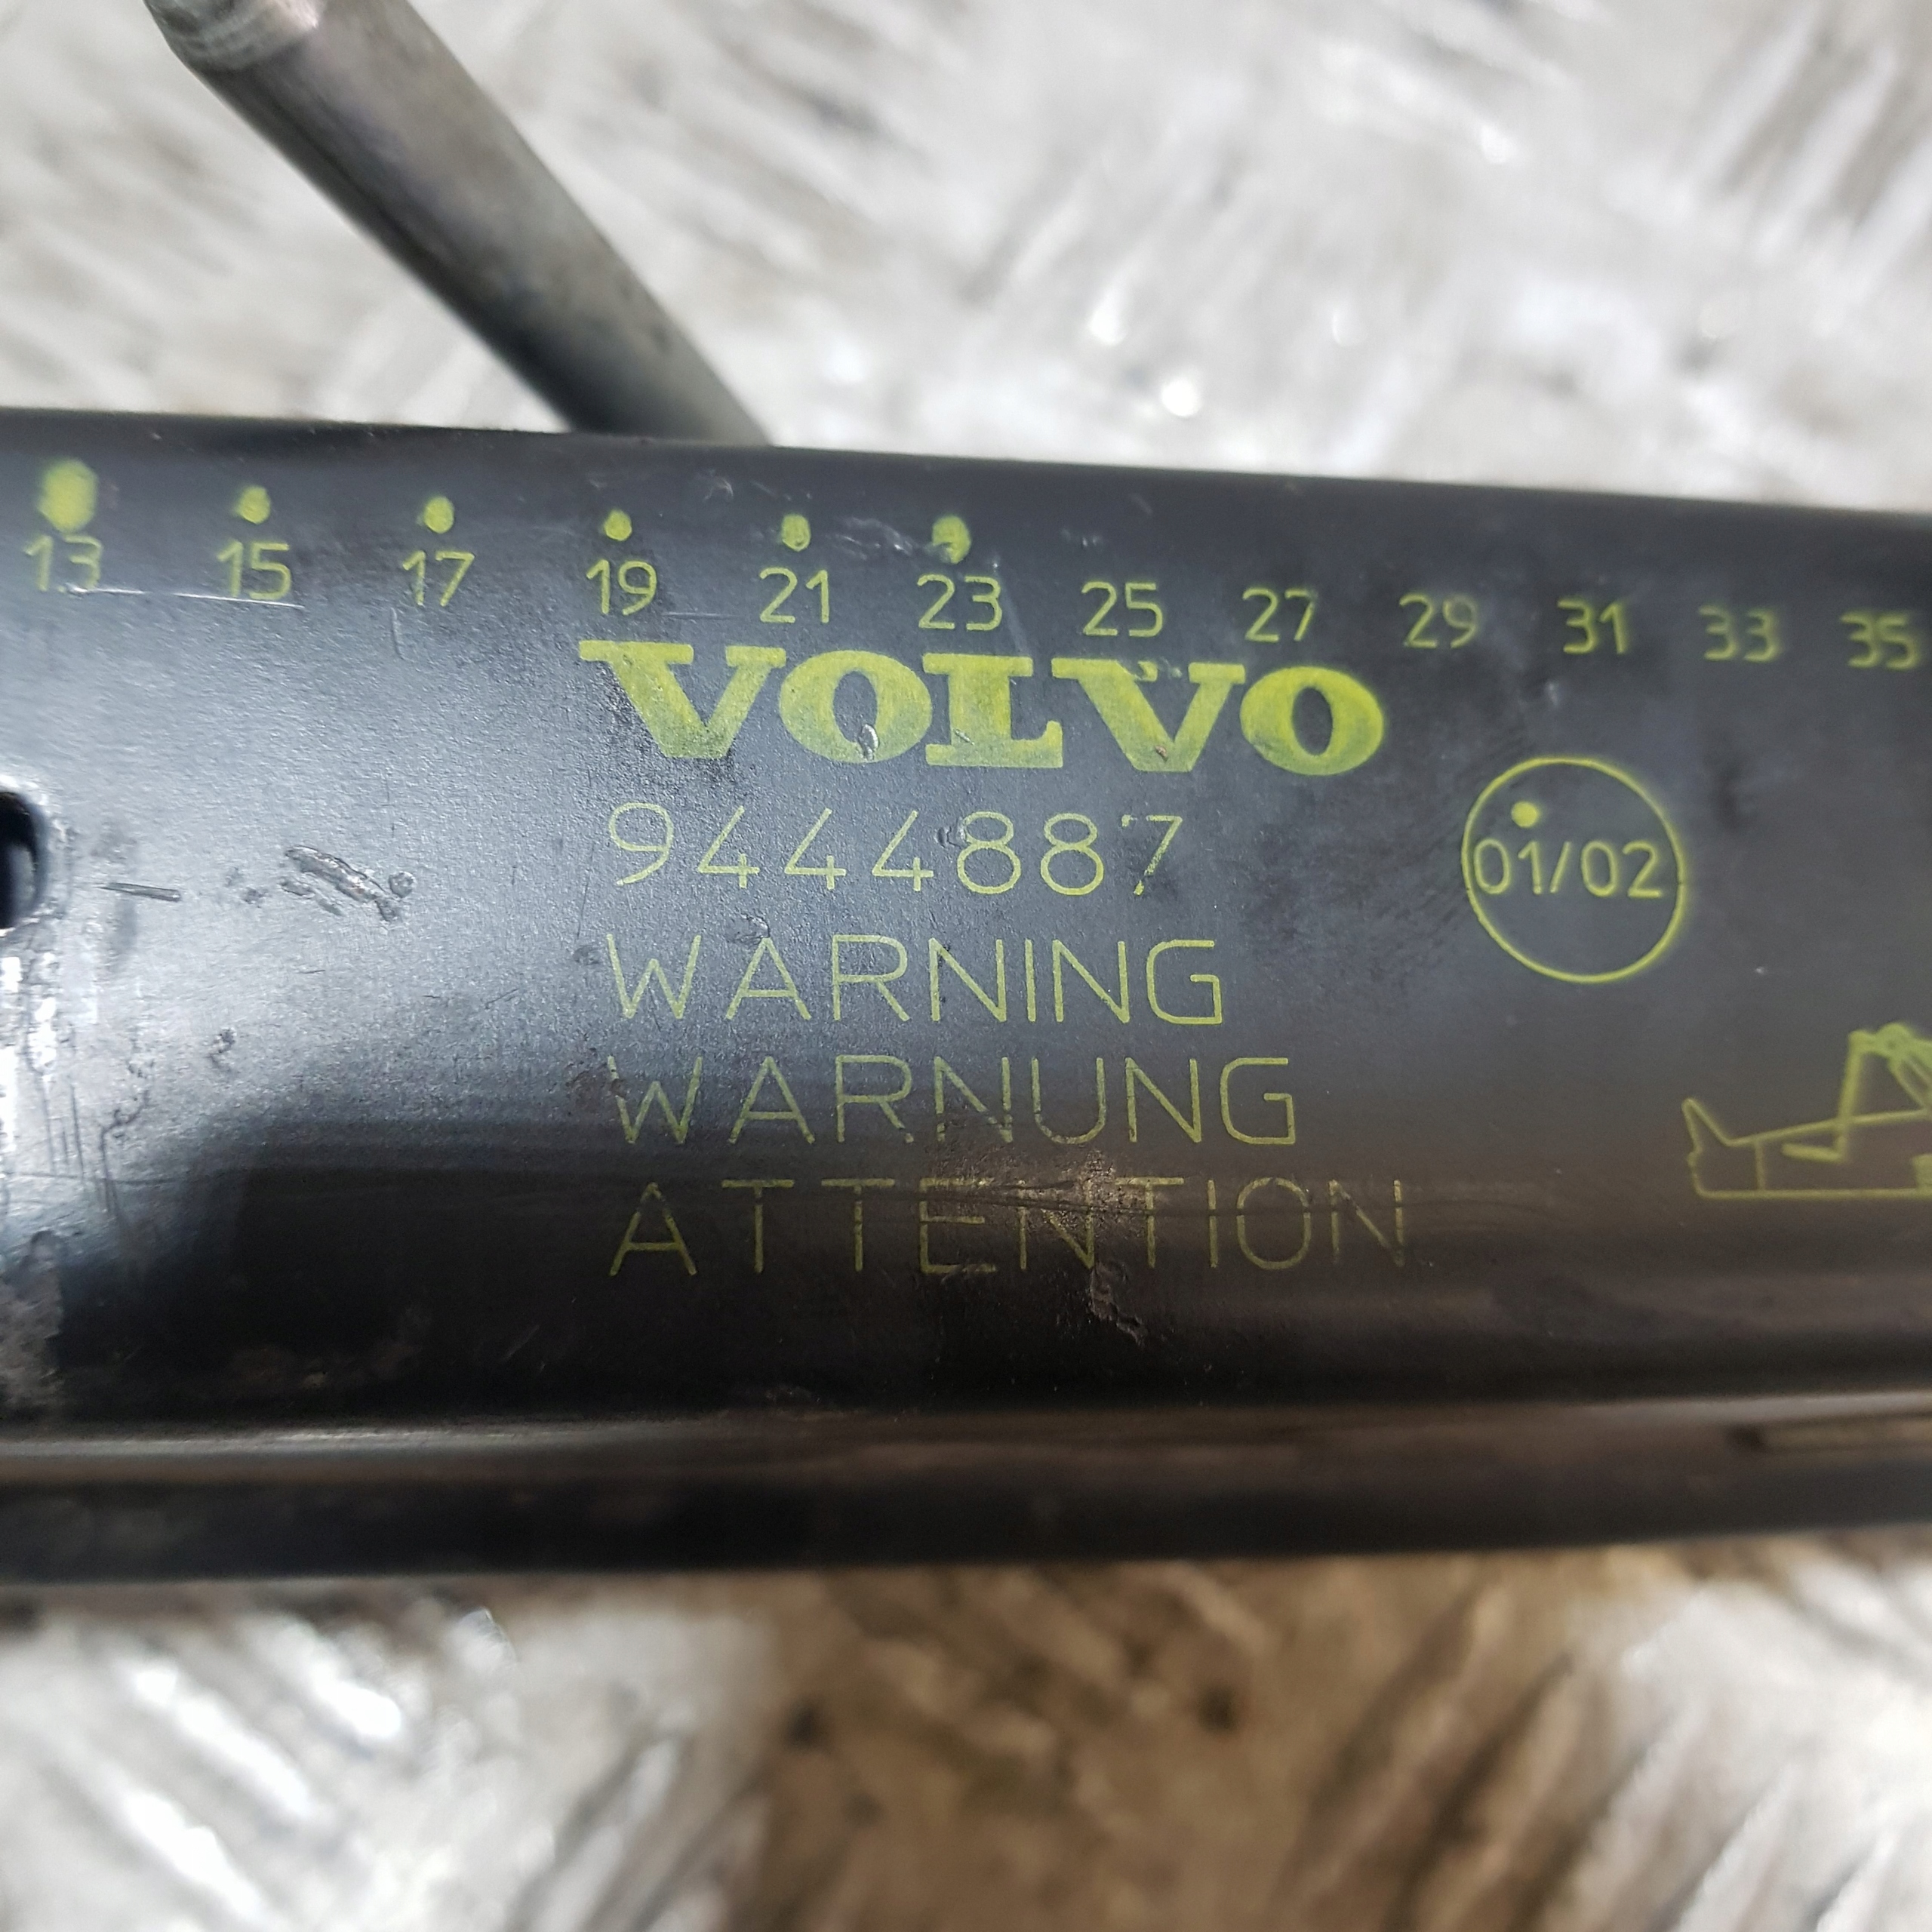 13 15 17 19 21 23 25 27 29 31 33 35
VOLVO
9444887
01/02
WARNING
WARNUNG
ATTENTION